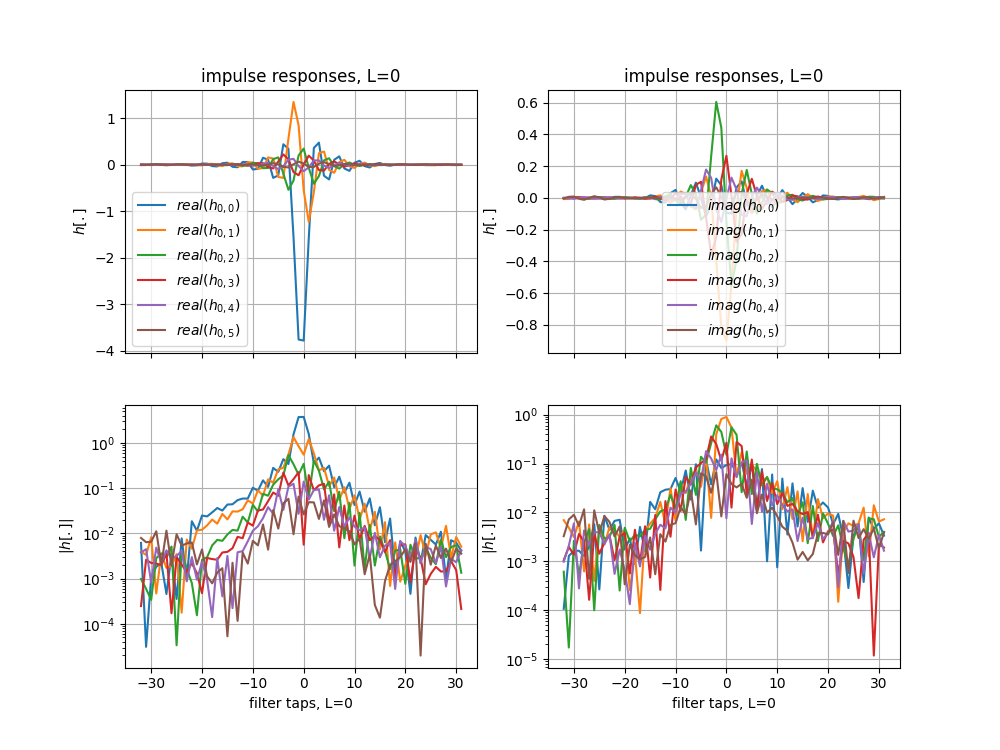 impulse responses, L=0
1
0
−1
−2
−3
−4
h[.]
real(h0,0)
real(h0,1)
real(h0,2)
real(h0,3)
real(h0,4)
real(h0,5)
impulse responses, L=0
0.6
0.4
0.2
0.0
−0.2
−0.4
−0.6
−0.8
h[.]
imag(h0,0)
imag(h0,1)
imag(h0,2)
imag(h0,3)
imag(h0,4)
imag(h0,5)
10⁰
10⁻¹
10⁻²
10⁻³
10⁻⁴
|h[.]|
−30 −20 −10 0 10 20 30
filter taps, L=0
10⁰
10⁻¹
10⁻²
10⁻³
10⁻⁴
10⁻⁵
|h[.]|
−30 −20 −10 0 10 20 30
filter taps, L=0